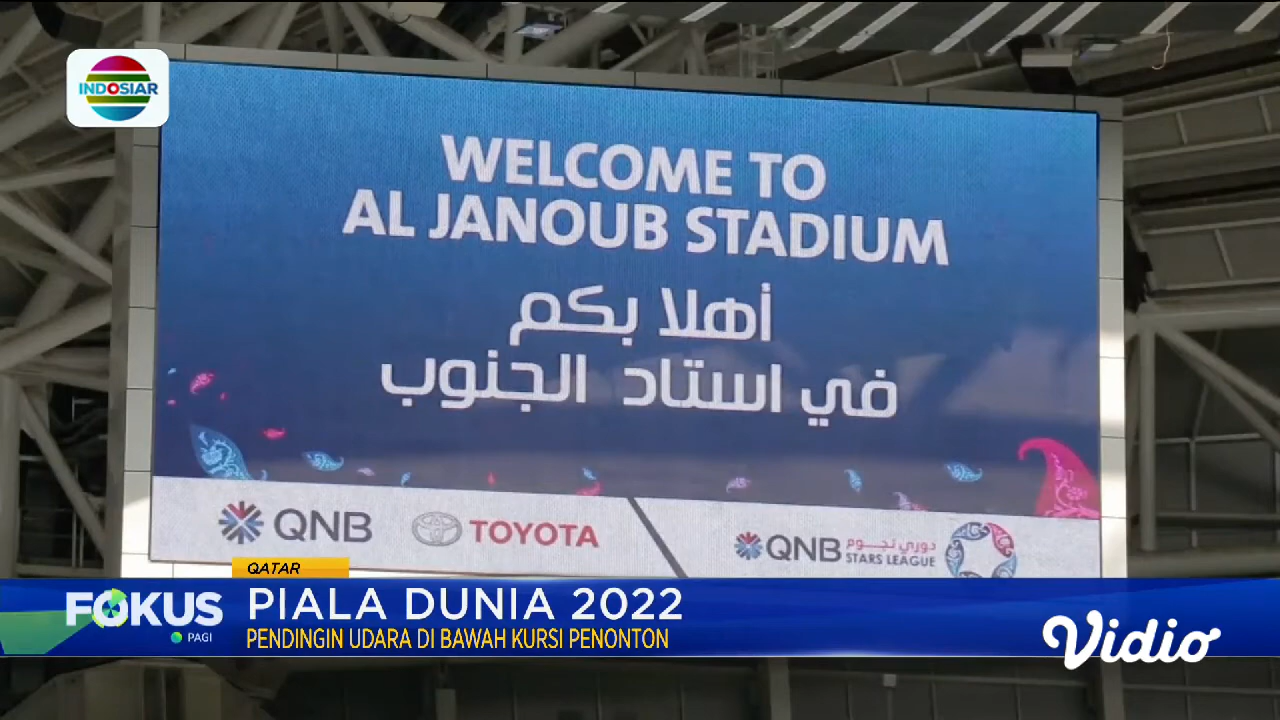 INDOSIAR
WELCOME TO
AL JANOUB STADIUM
أهلا بكم
في استاد الجنوب
QNB
TOYOTA
QNB
دوري نجوم
STARS LEAGUE
QATAR
FOKUS
PAGI
PIALA DUNIA 2022
PENDINGIN UDARA DI BAWAH KURSI PENONTON
Vidio